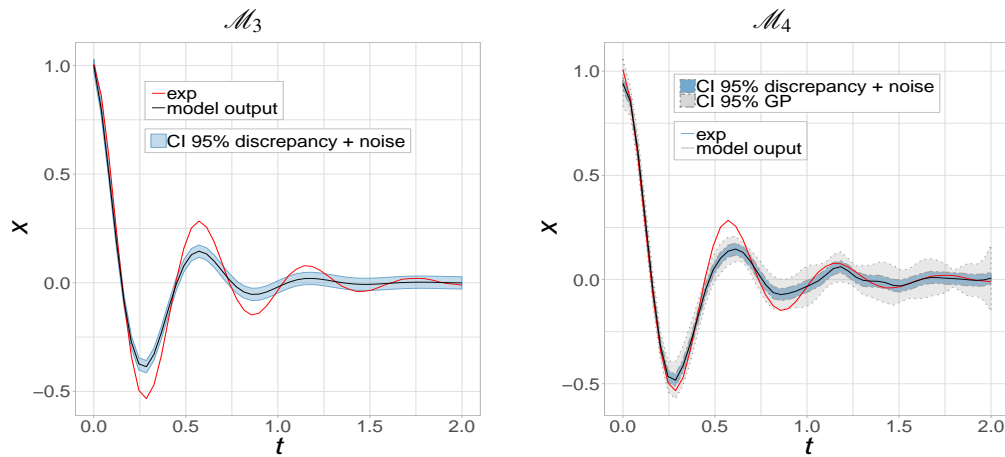 ℳ3
1.0
0.5
0.0
−0.5
x
exp
model output
CI 95% discrepancy + noise
0.0 0.5 1.0 1.5 2.0
t
ℳ4
1.0
0.5
0.0
−0.5
x
CI 95% discrepancy + noise
CI 95% GP
exp
model ouput
0.0 0.5 1.0 1.5 2.0
t